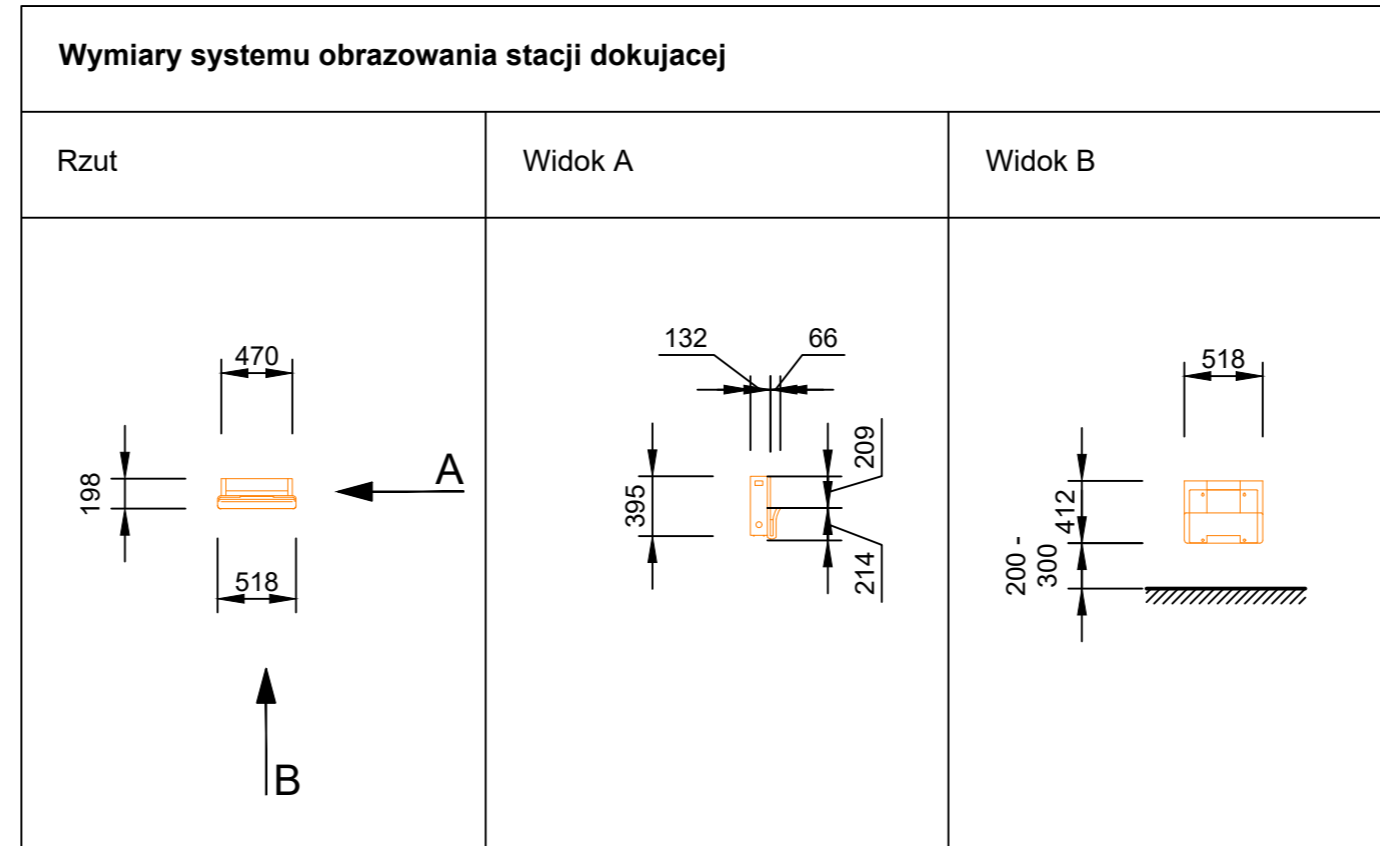 Wymiary systemu obrazowania stacji dokujacej
Rzut
Widok A
Widok B
470
198
A
518
B
132
66
209
395
214
518
412
200 -
300